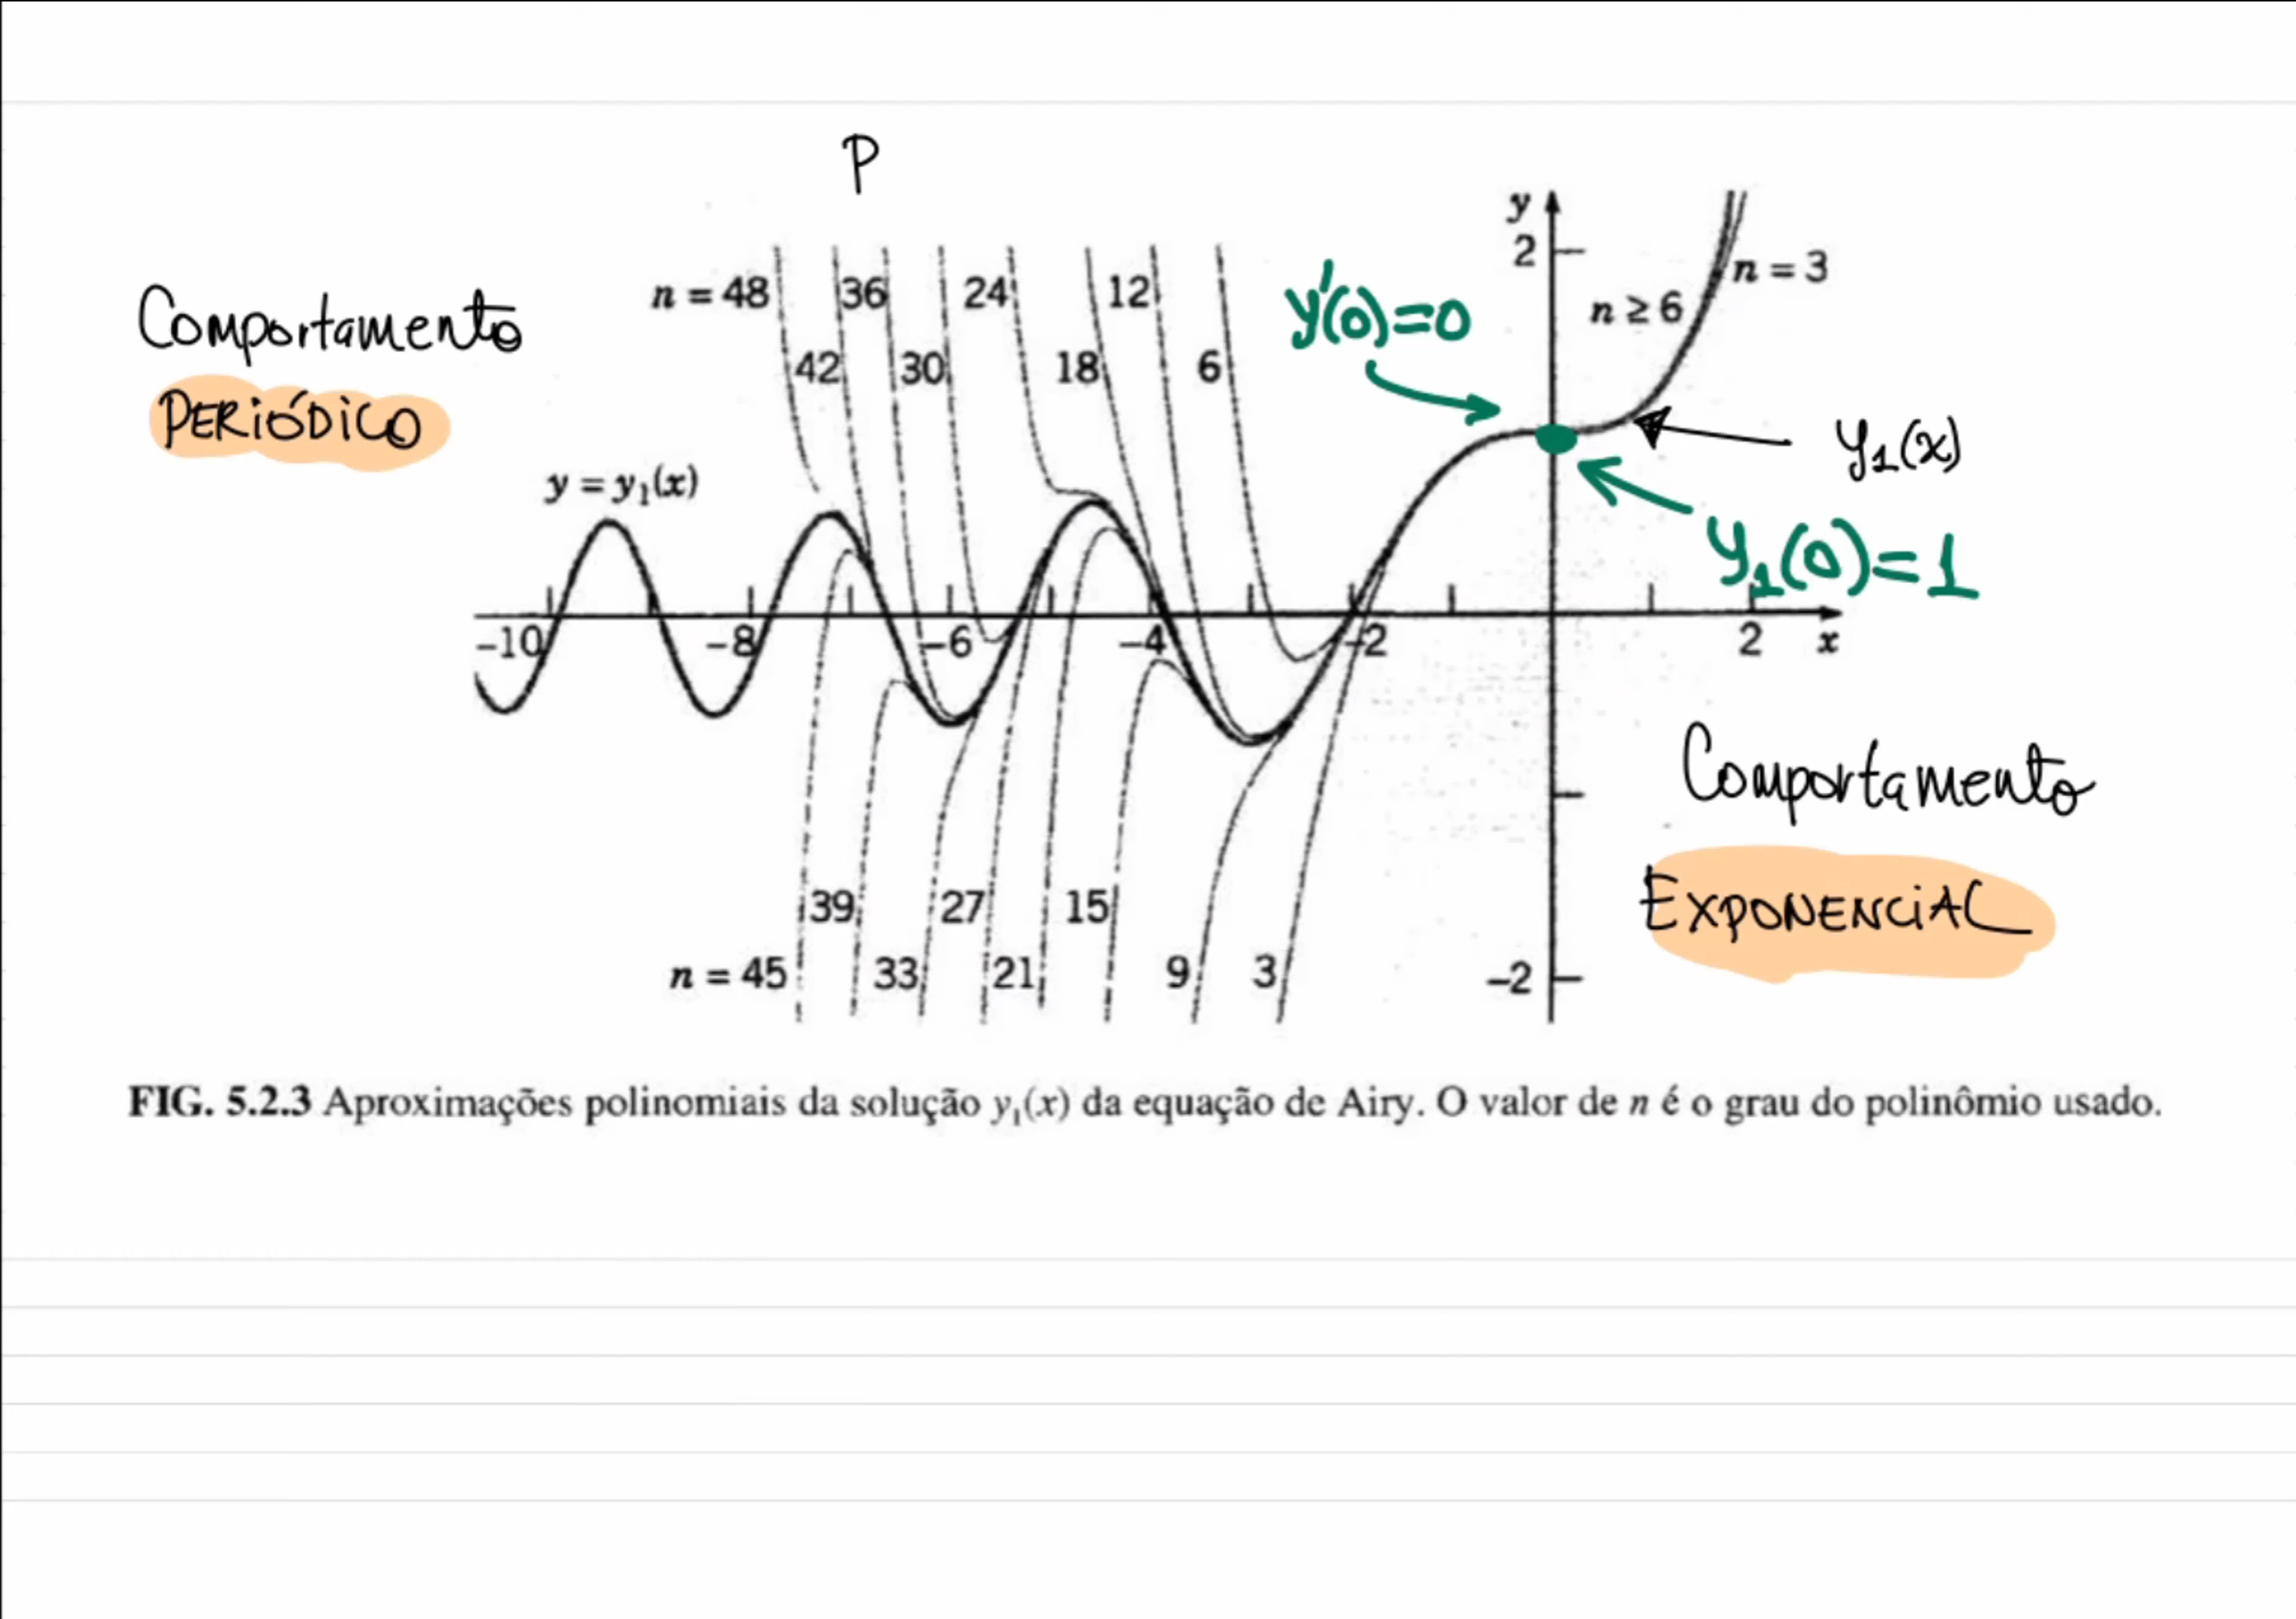 P
y
2
n = 3
n = 48
36
24
12
y'(0)=0
n ≥ 6
Comportamento
PERIÓDICO
42
30
18
6
y₁(x)
y = y₁(x)
y₁(0)=1
-10
-8
-6
-4
-2
2
x
Comportamento
EXPONENCIAL
39
27
15
n = 45
33
21
9
3
-2
FIG. 5.2.3 Aproximações polinomiais da solução y₁(x) da equação de Airy. O valor de n é o grau do polinômio usado.